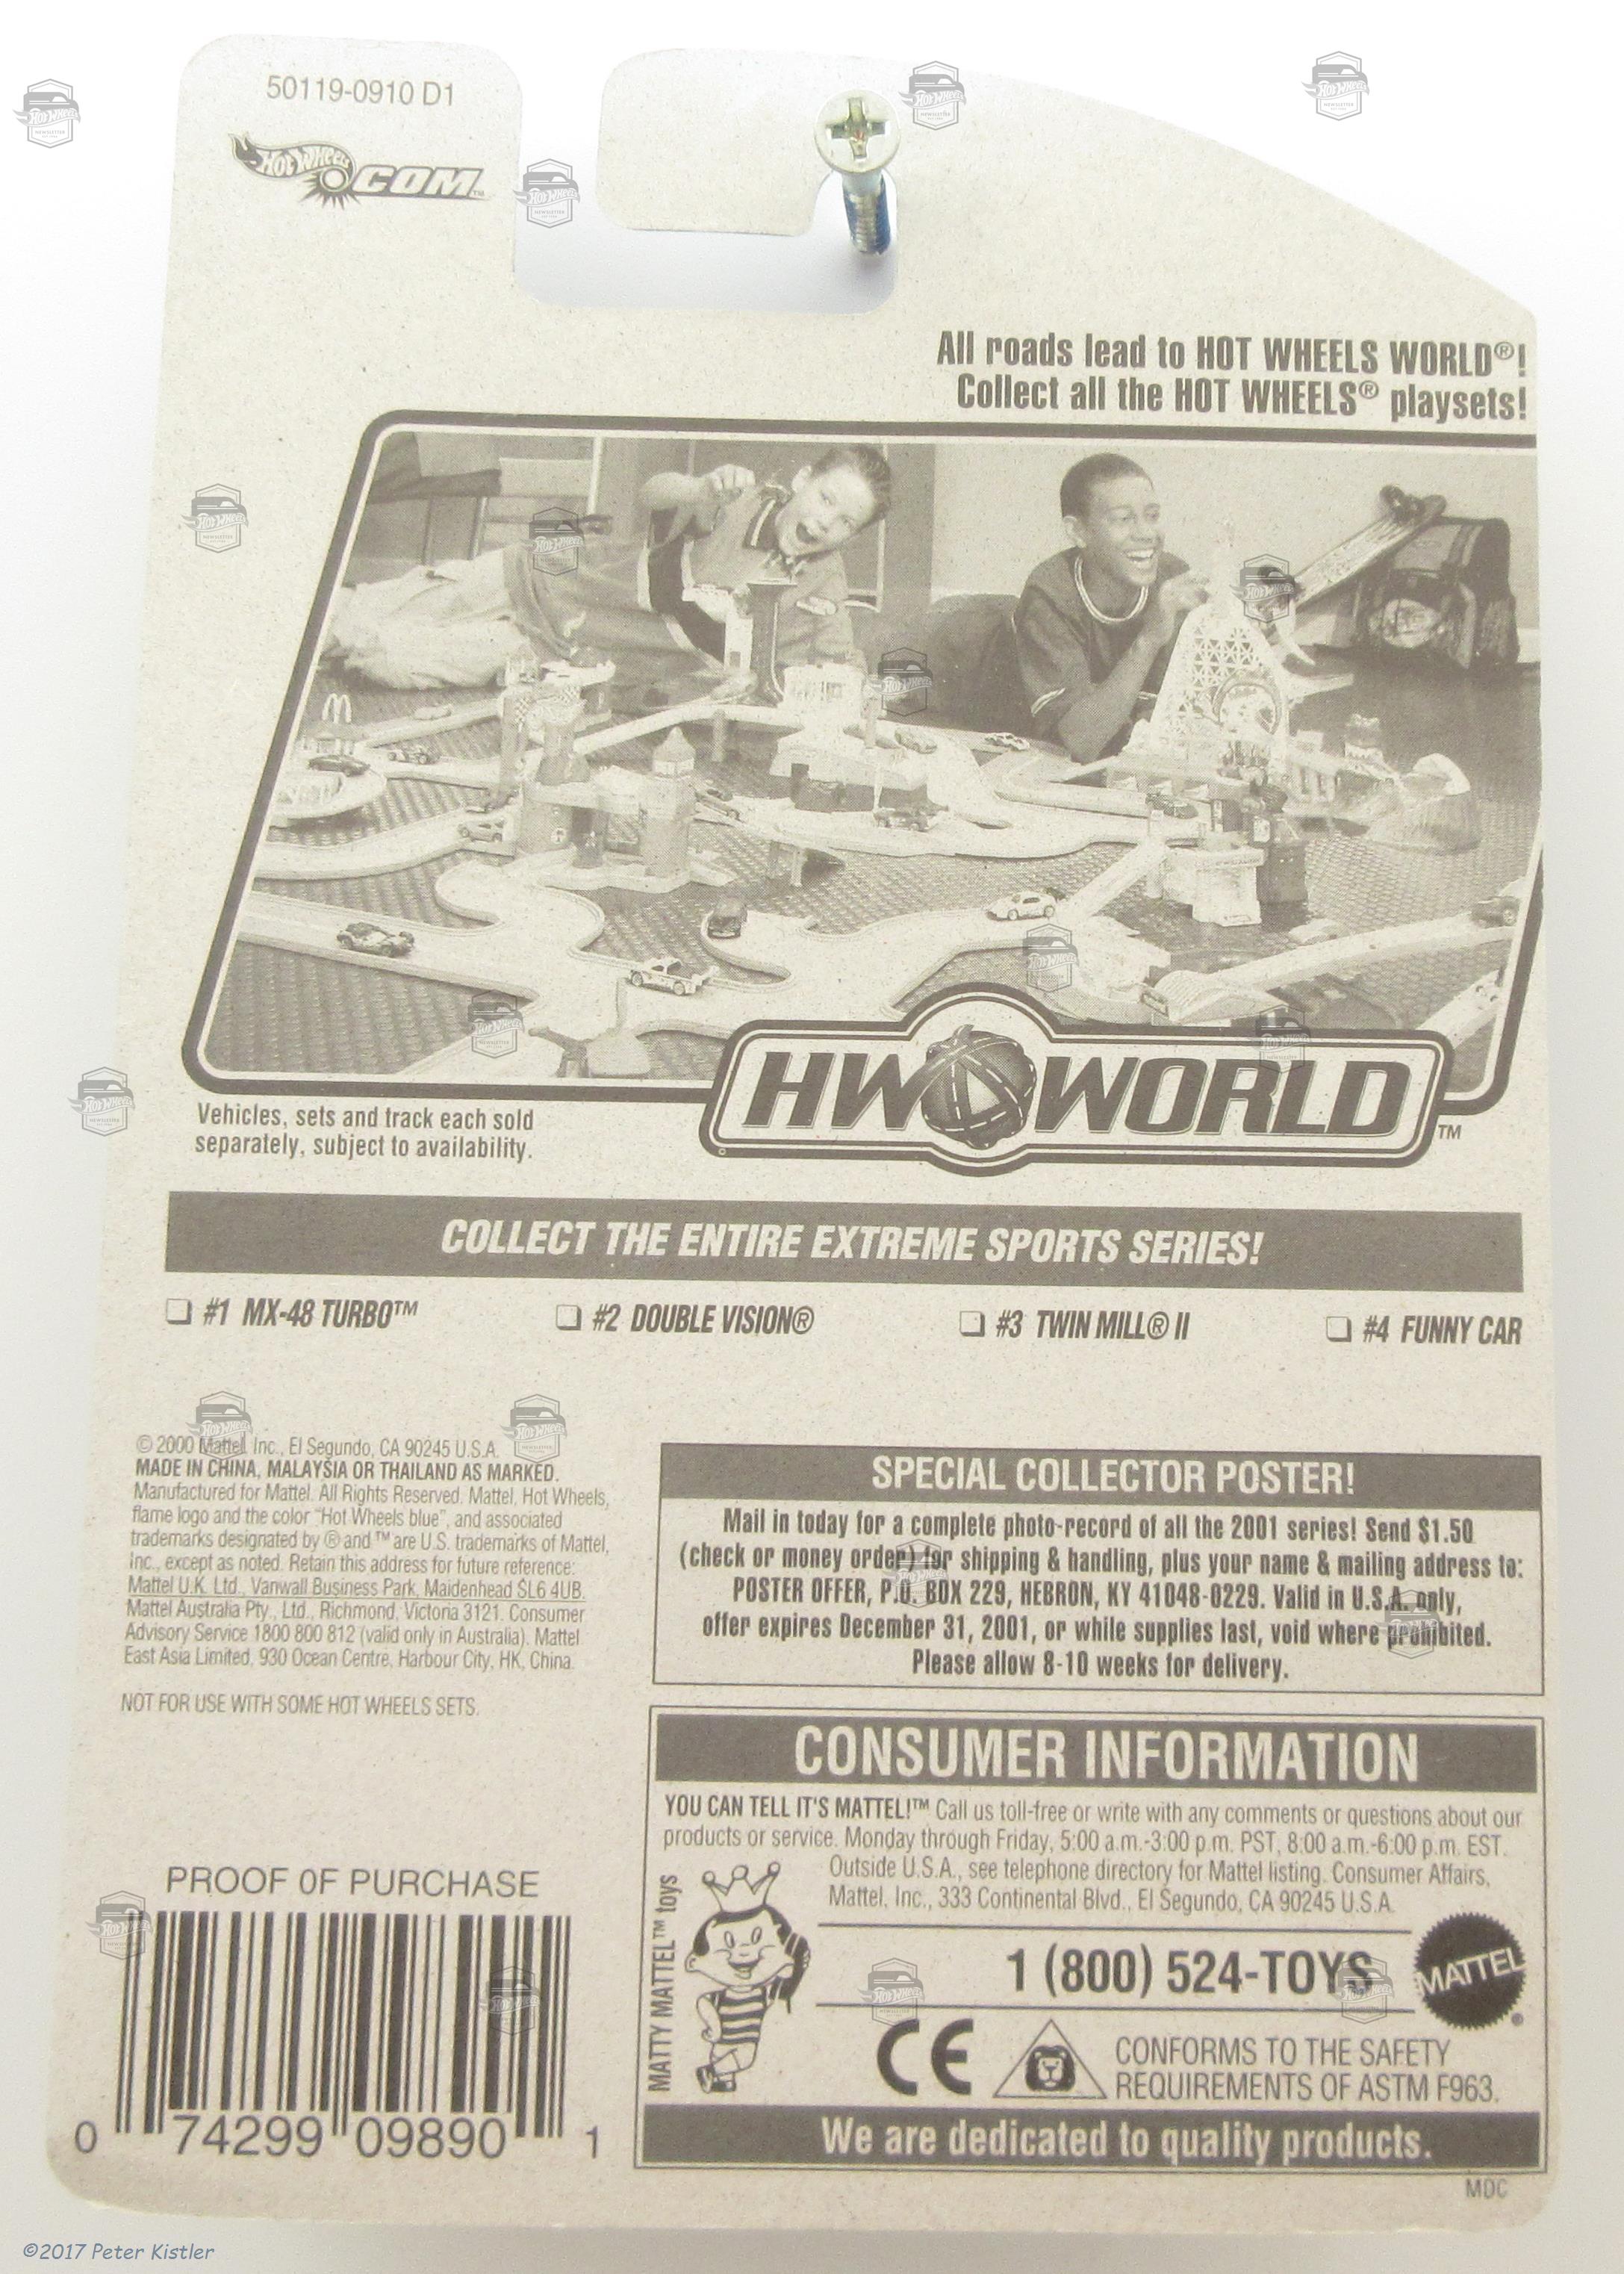 50119-0910 D1
Hot Wheels .COM™
All roads lead to HOT WHEELS WORLD®!
Collect all the HOT WHEELS® playsets!
HW WORLD™
Vehicles, sets and track each sold
separately, subject to availability.
COLLECT THE ENTIRE EXTREME SPORTS SERIES!
#1 MX-48 TURBO™
#2 DOUBLE VISION®
#3 TWIN MILL® II
#4 FUNNY CAR
© 2000 Mattel, Inc., El Segundo, CA 90245 U.S.A.
MADE IN CHINA, MALAYSIA OR THAILAND AS MARKED.
Manufactured for Mattel. All Rights Reserved. Mattel, Hot Wheels,
flame logo and the color "Hot Wheels blue", and associated
trademarks designated by ® and ™ are U.S. trademarks of Mattel,
Inc., except as noted. Retain this address for future reference:
Mattel U.K. Ltd., Vanwall Business Park, Maidenhead SL6 4UB.
Mattel Australia Pty., Ltd., Richmond, Victoria 3121. Consumer
Advisory Service 1800 800 812 (valid only in Australia). Mattel
East Asia Limited, 930 Ocean Centre, Harbour City, HK, China.
NOT FOR USE WITH SOME HOT WHEELS SETS.
SPECIAL COLLECTOR POSTER!
Mail in today for a complete photo-record of all the 2001 series! Send $1.50
(check or money order) for shipping & handling, plus your name & mailing address to:
POSTER OFFER, P.O. BOX 229, HEBRON, KY 41048-0229. Valid in U.S.A. only,
offer expires December 31, 2001, or while supplies last, void where prohibited.
Please allow 8-10 weeks for delivery.
CONSUMER INFORMATION
YOU CAN TELL IT'S MATTEL!™ Call us toll-free or write with any comments or questions about our
products or service. Monday through Friday, 5:00 a.m.-3:00 p.m. PST, 8:00 a.m.-6:00 p.m. EST.
Outside U.S.A., see telephone directory for Mattel listing. Consumer Affairs,
Mattel, Inc., 333 Continental Blvd., El Segundo, CA 90245 U.S.A.
MATTY MATTEL™ toys
1 (800) 524-TOYS
MATTEL®
CE
CONFORMS TO THE SAFETY
REQUIREMENTS OF ASTM F963.
We are dedicated to quality products.
MDC
PROOF OF PURCHASE
0 74299 09890 1
©2017 Peter Kistler